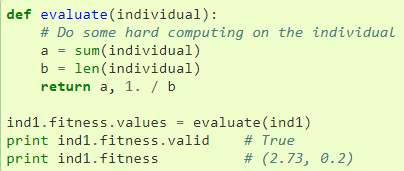 def evaluate(individual):
    # Do some hard computing on the individual
    a = sum(individual)
    b = len(individual)
    return a, 1. / b

ind1.fitness.values = evaluate(ind1)
print ind1.fitness.valid    # True
print ind1.fitness          # (2.73, 0.2)